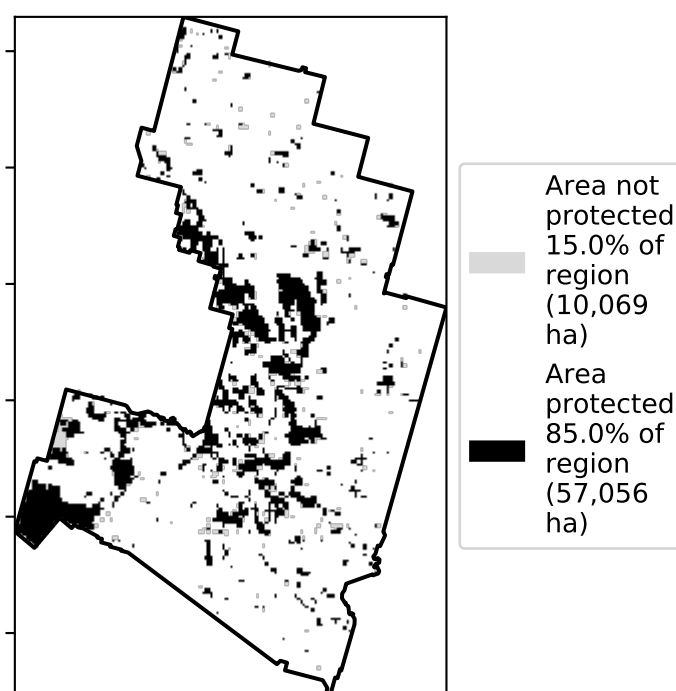 Area not
protected
15.0% of
region
(10,069
ha)
Area
protected
85.0% of
region
(57,056
ha)